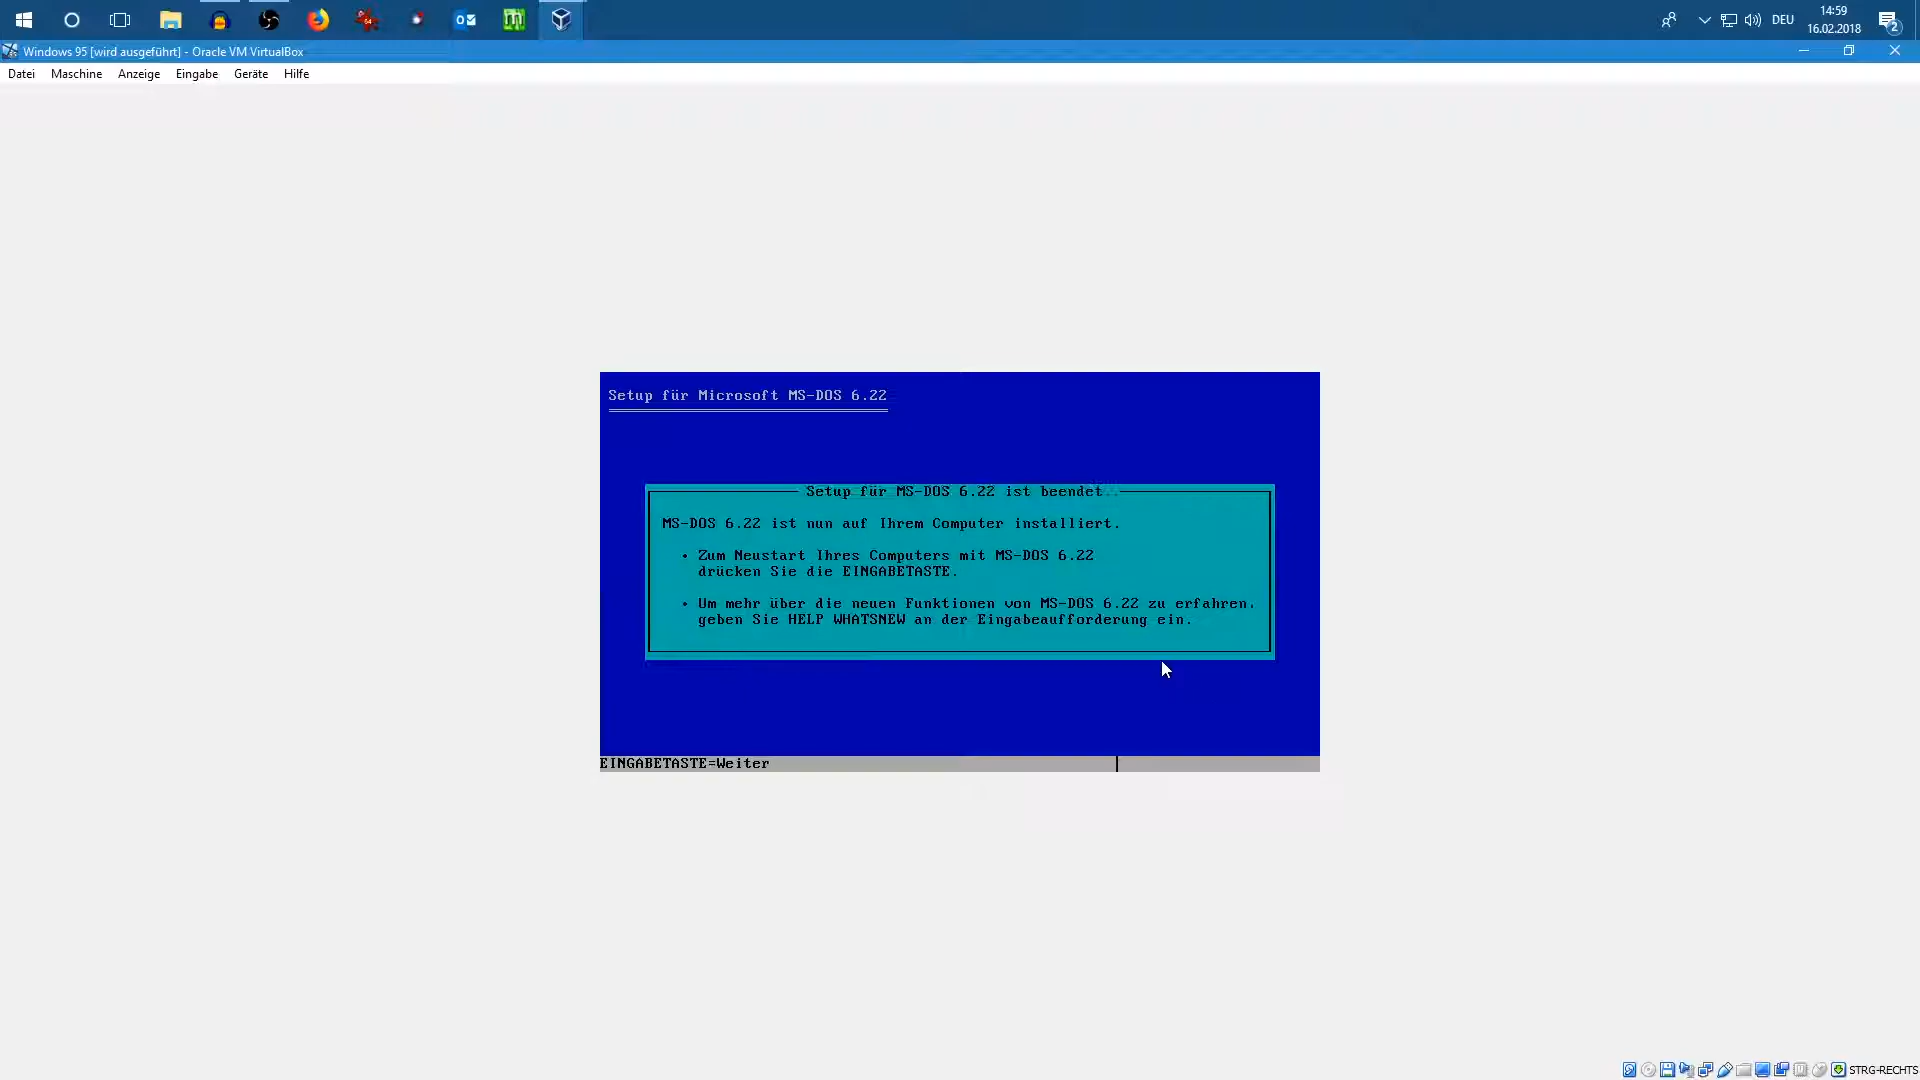 14:59
DEU
16.02.2018
2
64
Windows 95 [wird ausgeführt] - Oracle VM VirtualBox
Datei Maschine Anzeige Eingabe Geräte Hilfe
Setup für Microsoft MS-DOS 6.22
Setup für MS-DOS 6.22 ist beendet.
MS-DOS 6.22 ist nun auf Ihrem Computer installiert.
• Zum Neustart Ihres Computers mit MS-DOS 6.22
drücken Sie die EINGABETASTE.
• Um mehr über die neuen Funktionen von MS-DOS 6.22 zu erfahren,
geben Sie HELP WHATSNEW an der Eingabeaufforderung ein.
EINGABETASTE=Weiter
STRG-RECHTS